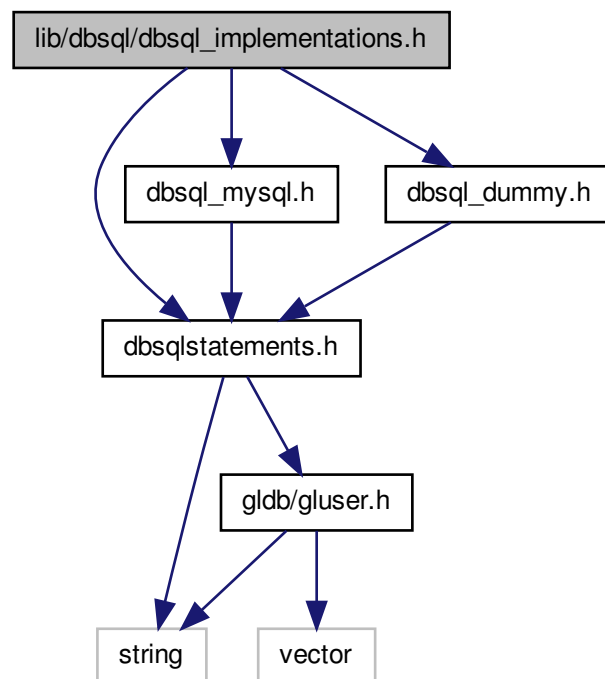 lib/dbsql/dbsql_implementations.h
dbsql_mysql.h
dbsql_dummy.h
dbsqlstatements.h
gldb/gluser.h
string
vector